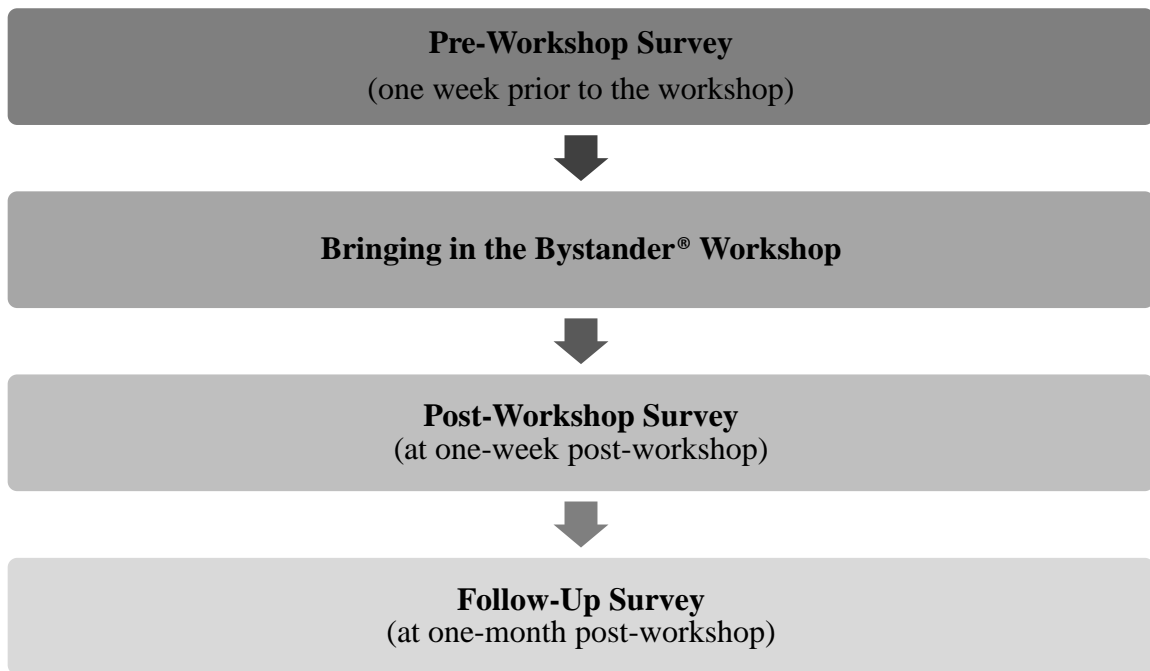 Pre-Workshop Survey
(one week prior to the workshop)
Bringing in the Bystander® Workshop
Post-Workshop Survey
(at one-week post-workshop)
Follow-Up Survey
(at one-month post-workshop)